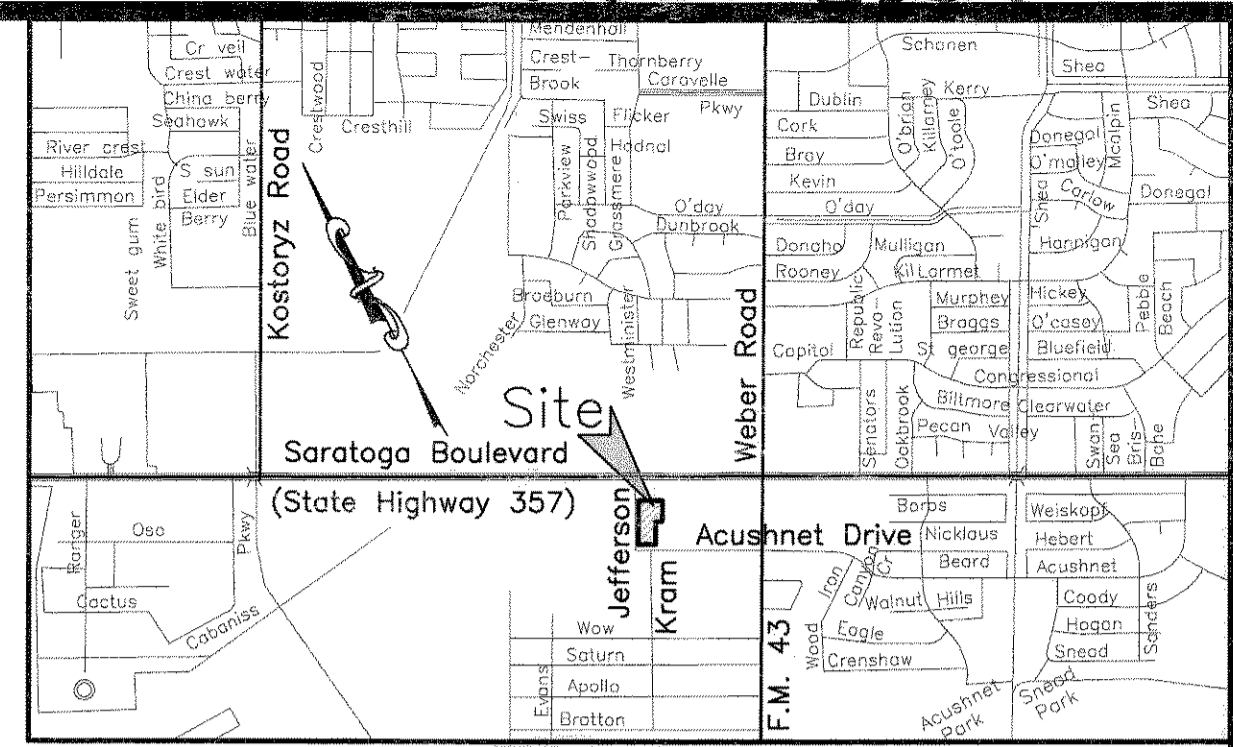 Mendenhall
Schanen
Cr veil
Crest-
Thornberry
Shea
Crest water
Brook
Caravelle
Kerry
China berry
Crestwood
Pkwy
Dublin
Shea
Seahawk
Cresthill
Swiss
Flicker
Cork
O'brian
Killarney
O'toole
Donegal
Mcalpin
River crest
Hadnal
Bray
O'malley
Hilldale
S sun
Kevin
Carlow
Donegal
Persimmon
Elder
Parkview
Shadowwood
Grassmere
O'day
O'day
Shea
Berry
Dunbrook
Sweet gum
White bird
Blue water
Kostoryz Road
Donaho
Mulligan
Hannigan
Rooney
Kil Larmet
Braeburn
Republic
Murphey
Hickey
Pebble
Beach
Glenway
Revo-
Lution
Braggs
O'casey
Norchester
Westminister
Weber Road
Capitol
St george
Bluefield
Congressional
Site
Biltmore
Clearwater
Senators
Oakbrook
Pecan Valley
Swan-
Sea
Bris-
Bane
Saratoga Boulevard
(State Highway 357)
Ranger
Oso
Pkwy
Jefferson
Acushnet Drive
Weiskopf
Nicklaus
Hebert
Beard
Acushnet
Cactus
Kram
Iron
Canyon
Cr
Walnut Hills
Coody
Sanders
Cabaniss
Wow
Wood
Eagle
Hogan
Saturn
Crenshaw
Snead
Evans
Apollo
F.M. 43
Acushnet
Park
Snead
Park
Bratton